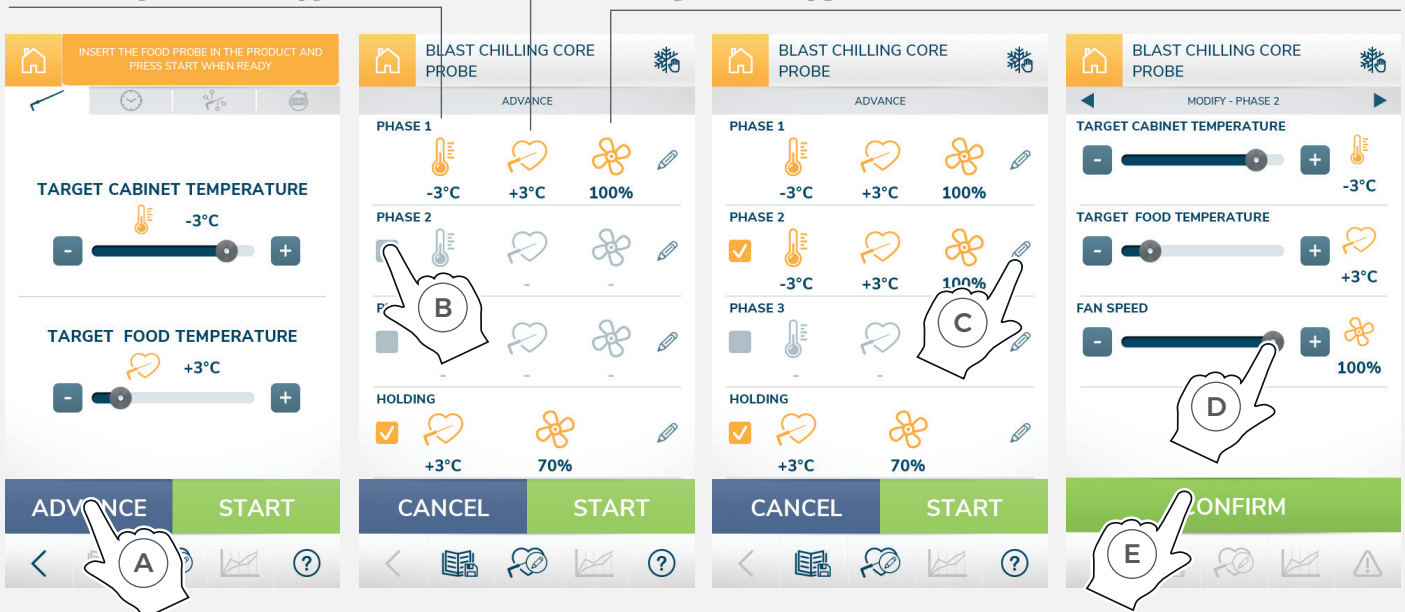 INSERT THE FOOD PROBE IN THE PRODUCT AND
PRESS START WHEN READY
TARGET CABINET TEMPERATURE
-3°C
-
+
TARGET FOOD TEMPERATURE
+3°C
-
+
START
A
?
BLAST CHILLING CORE
PROBE
ADVANCE
PHASE 1
-3°C +3°C 100%
PHASE 2
- -
B
- - -
HOLDING
+3°C 70%
CANCEL START
?
BLAST CHILLING CORE
PROBE
ADVANCE
PHASE 1
-3°C +3°C 100%
PHASE 2
-3°C +3°C 100%
PHASE 3
C
- -
HOLDING
+3°C 70%
CANCEL START
?
BLAST CHILLING CORE
PROBE
MODIFY - PHASE 2
TARGET CABINET TEMPERATURE
- +
-3°C
TARGET FOOD TEMPERATURE
- +
+3°C
FAN SPEED
- +
100%
D
CONFIRM
E